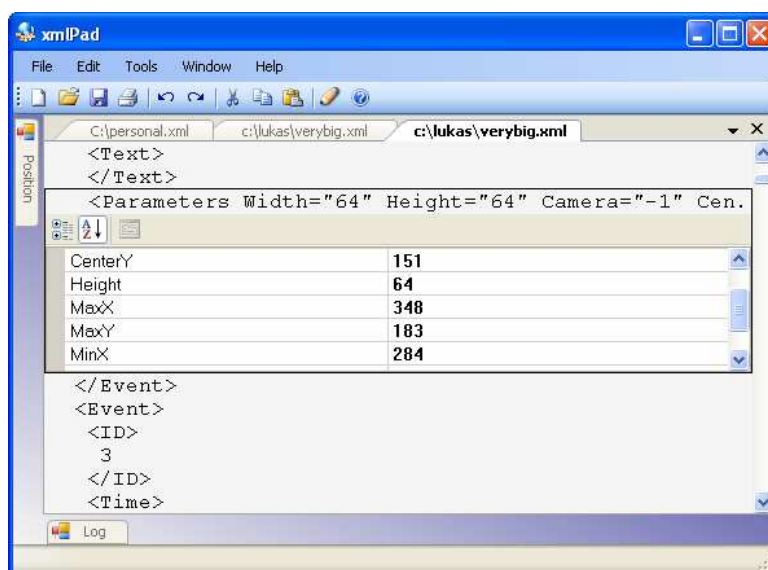 xmlPad
File Edit Tools Window Help
C:\personal.xml c:\lukas\verybig.xml c:\lukas\verybig.xml
Position
<Text>
</Text>
<Parameters Width="64" Height="64" Camera="-1" Cen.
CenterY 151
Height 64
MaxX 348
MaxY 183
MinX 284
</Event>
<Event>
<ID>
3
</ID>
<Time>
Log